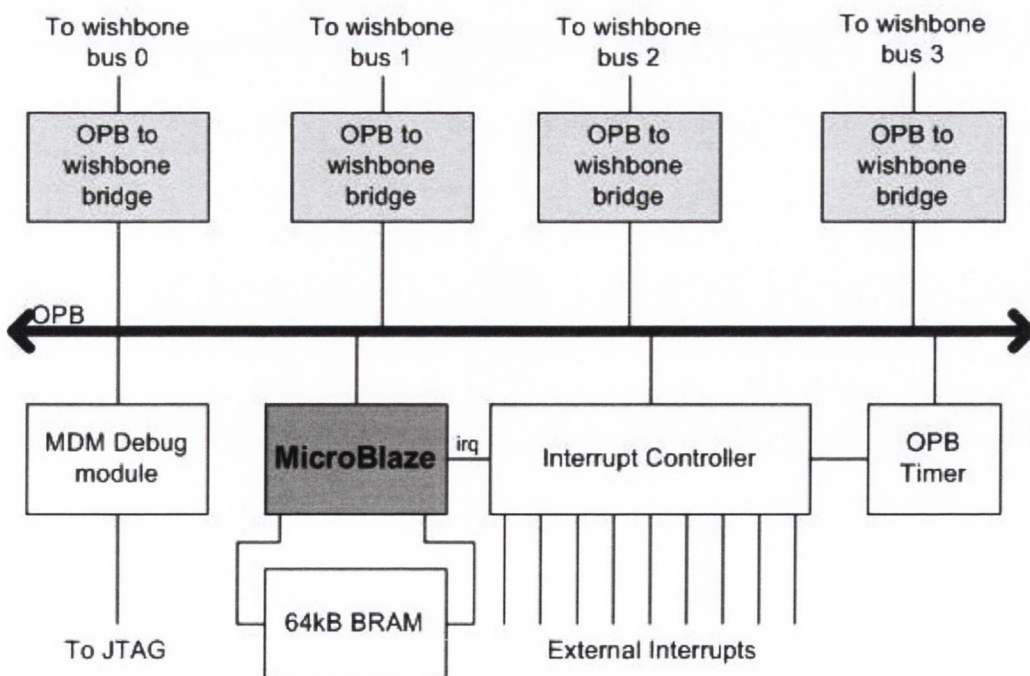 To wishbone
bus 0
To wishbone
bus 1
To wishbone
bus 2
To wishbone
bus 3
OPB to
wishbone
bridge
OPB to
wishbone
bridge
OPB to
wishbone
bridge
OPB to
wishbone
bridge
OPB
MDM Debug
module
MicroBlaze
irq
Interrupt Controller
OPB
Timer
64kB BRAM
To JTAG
External Interrupts